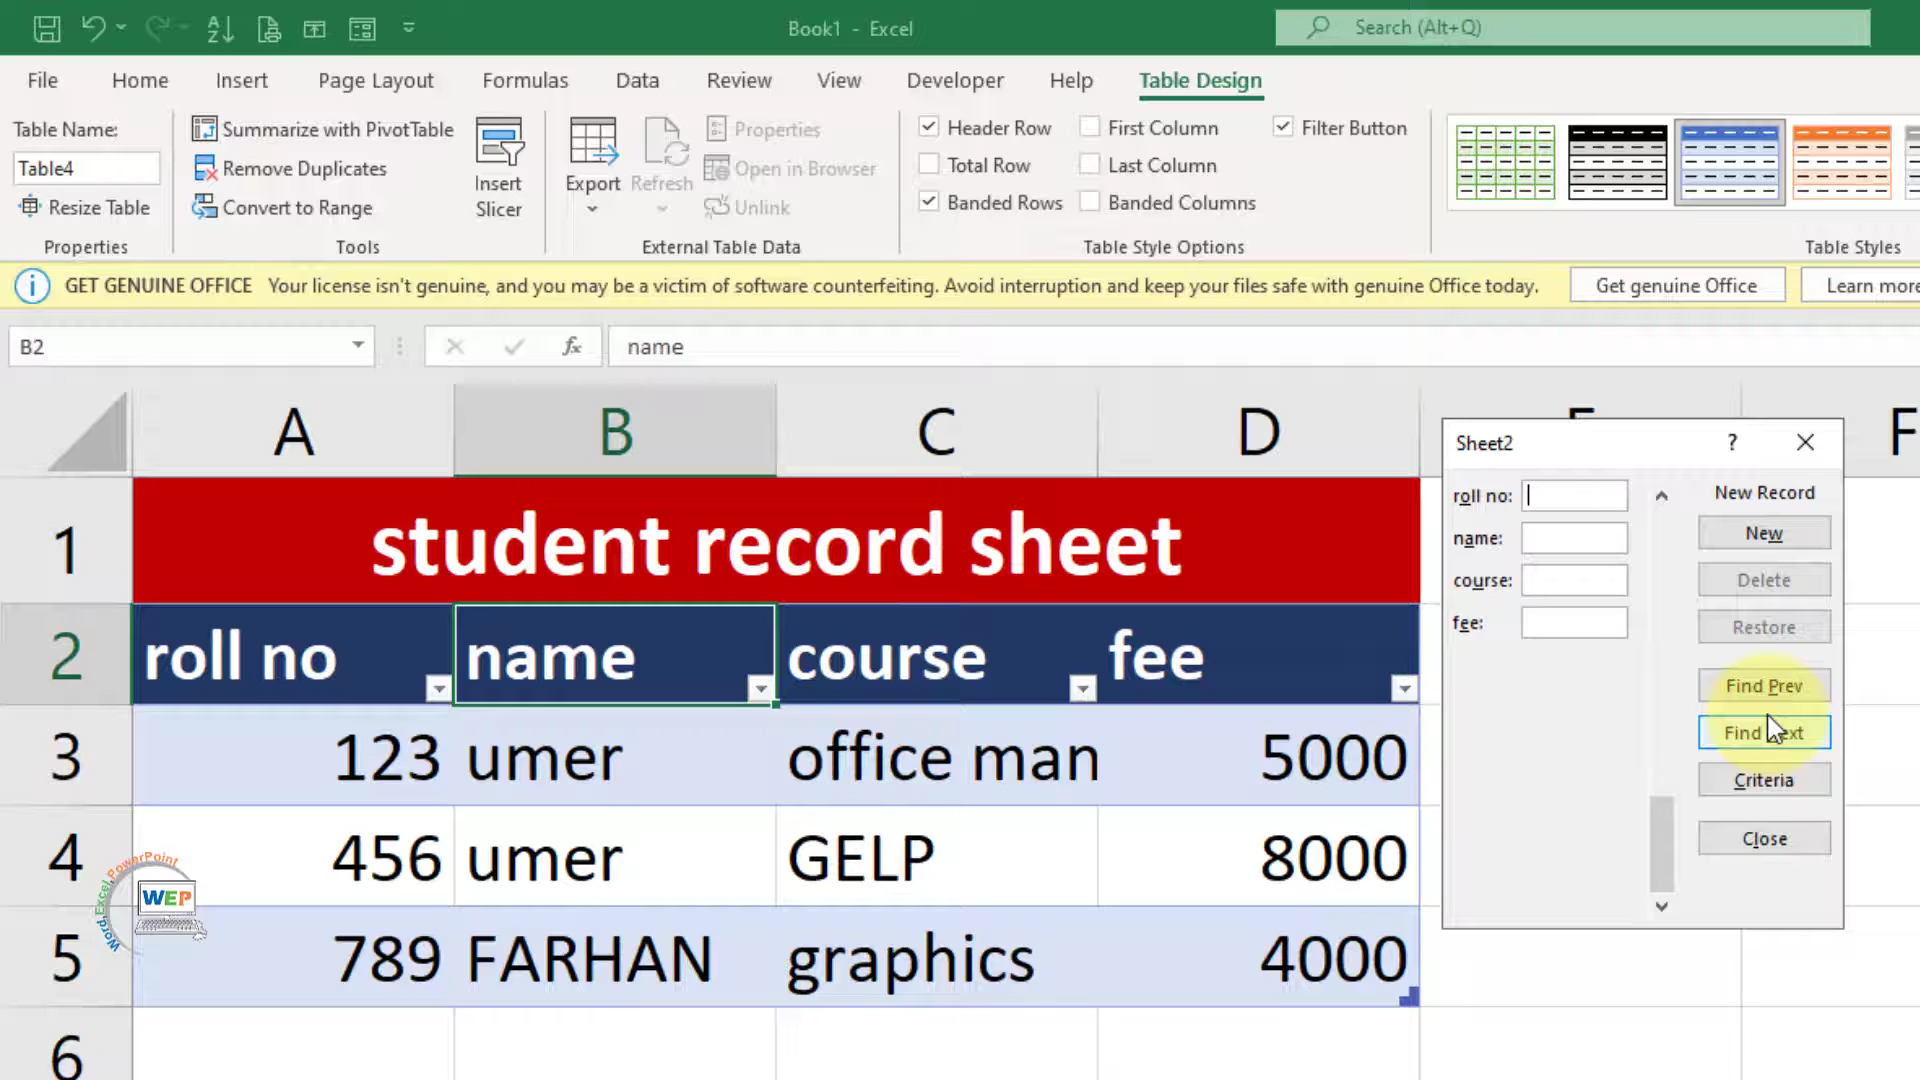 Book1 - Excel
Search (Alt+Q)
File Home Insert Page Layout Formulas Data Review View Developer Help Table Design
Table Name:
Table4
Resize Table
Properties
Summarize with PivotTable
Remove Duplicates
Convert to Range
Tools
Insert
Slicer
Export
Refresh
Properties
Open in Browser
Unlink
External Table Data
Header Row
Total Row
Banded Rows
First Column
Last Column
Banded Columns
Filter Button
Table Style Options
Table Styles
GET GENUINE OFFICE Your license isn't genuine, and you may be a victim of software counterfeiting. Avoid interruption and keep your files safe with genuine Office today.
Get genuine Office
Learn more
B2
fx
name
A B C D E F
1 student record sheet
2 roll no name course fee
3 123 umer office man 5000
4 456 umer GELP 8000
5 789 FARHAN graphics 4000
6
Sheet2 ?
roll no:
name:
course:
fee:
New Record
New
Delete
Restore
Find Prev
Find Next
Criteria
Close
Word,Excel,PowerPoint
WEP